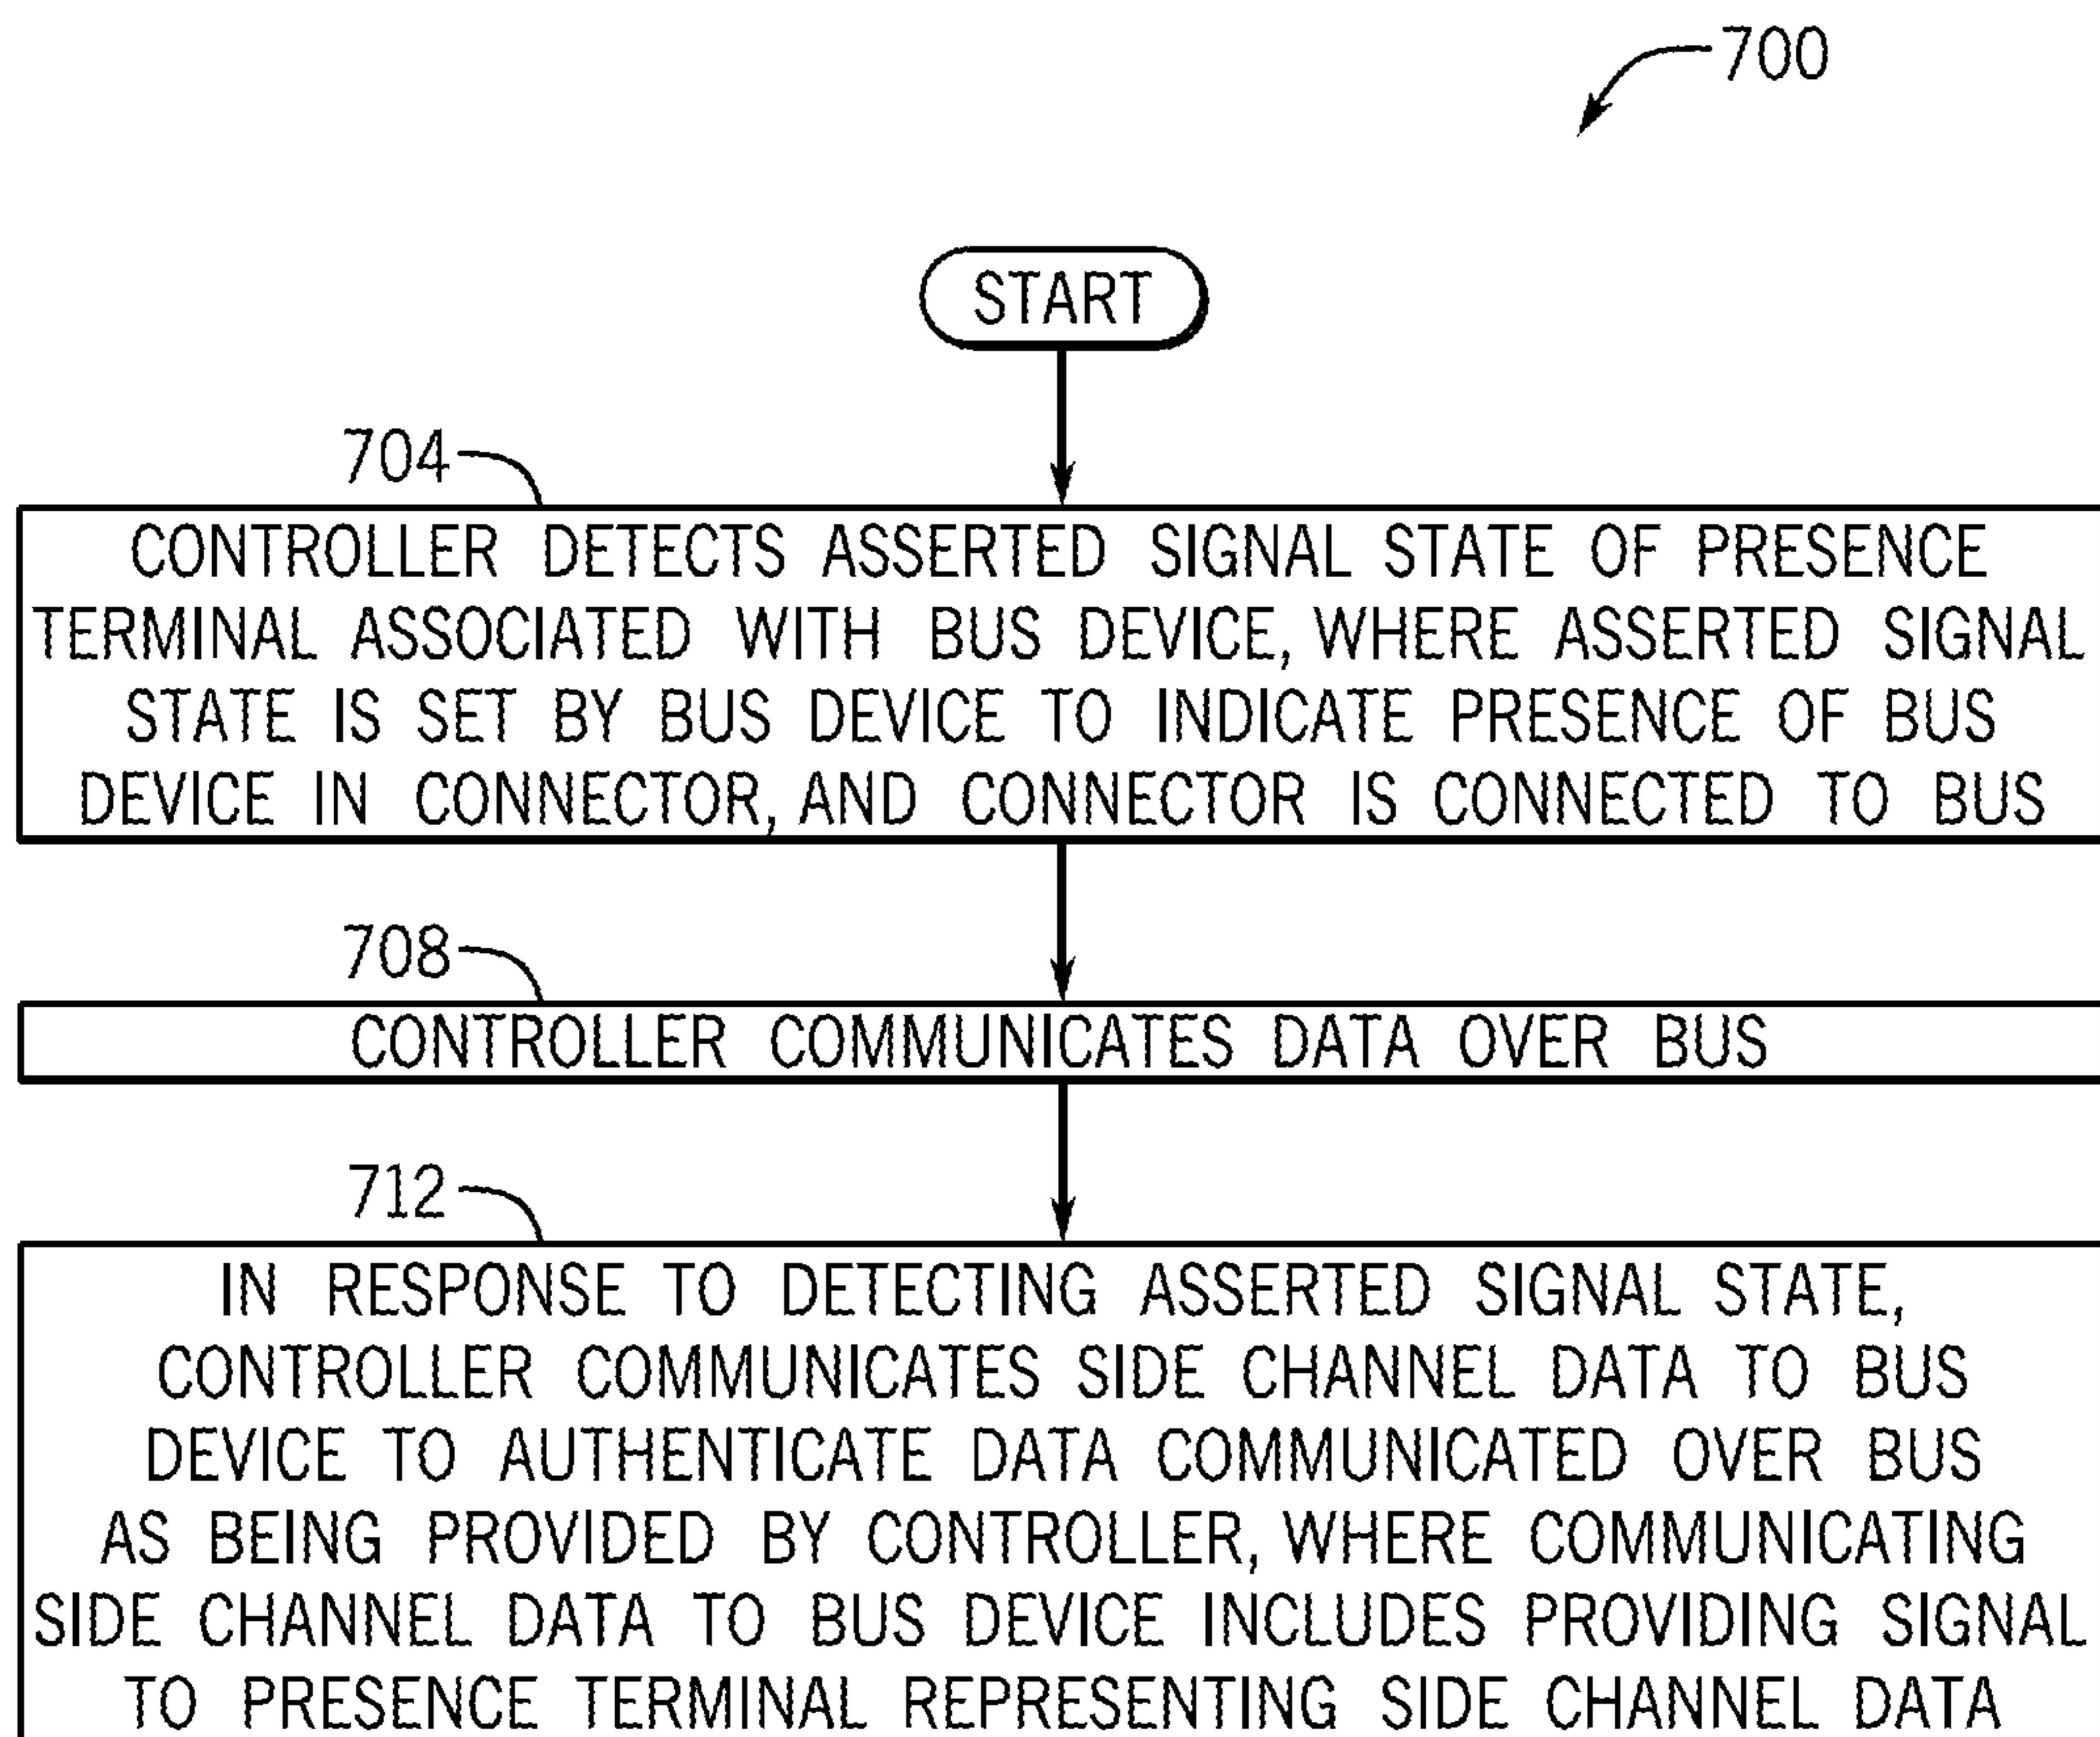 700
START
704
CONTROLLER DETECTS ASSERTED SIGNAL STATE OF PRESENCE
TERMINAL ASSOCIATED WITH BUS DEVICE, WHERE ASSERTED SIGNAL
STATE IS SET BY BUS DEVICE TO INDICATE PRESENCE OF BUS
DEVICE IN CONNECTOR, AND CONNECTOR IS CONNECTED TO BUS
708
CONTROLLER COMMUNICATES DATA OVER BUS
712
IN RESPONSE TO DETECTING ASSERTED SIGNAL STATE,
CONTROLLER COMMUNICATES SIDE CHANNEL DATA TO BUS
DEVICE TO AUTHENTICATE DATA COMMUNICATED OVER BUS
AS BEING PROVIDED BY CONTROLLER, WHERE COMMUNICATING
SIDE CHANNEL DATA TO BUS DEVICE INCLUDES PROVIDING SIGNAL
TO PRESENCE TERMINAL REPRESENTING SIDE CHANNEL DATA